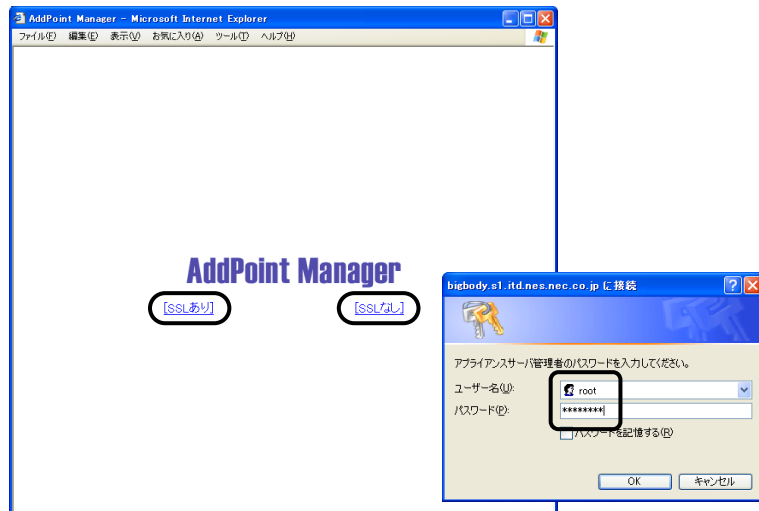 AddPoint Manager - Microsoft Internet Explorer
ファイル(F) 編集(E) 表示(V) お気に入り(A) ツール(T) ヘルプ(H)
AddPoint Manager
[SSLあり] [SSLなし]
bigbody.s1.itd.nes.nec.co.jp に接続
アプライアンスサーバ管理者のパスワードを入力してください。
ユーザー名(U): root
パスワード(P): ********
パスワードを記憶する(R)
OK キャンセル